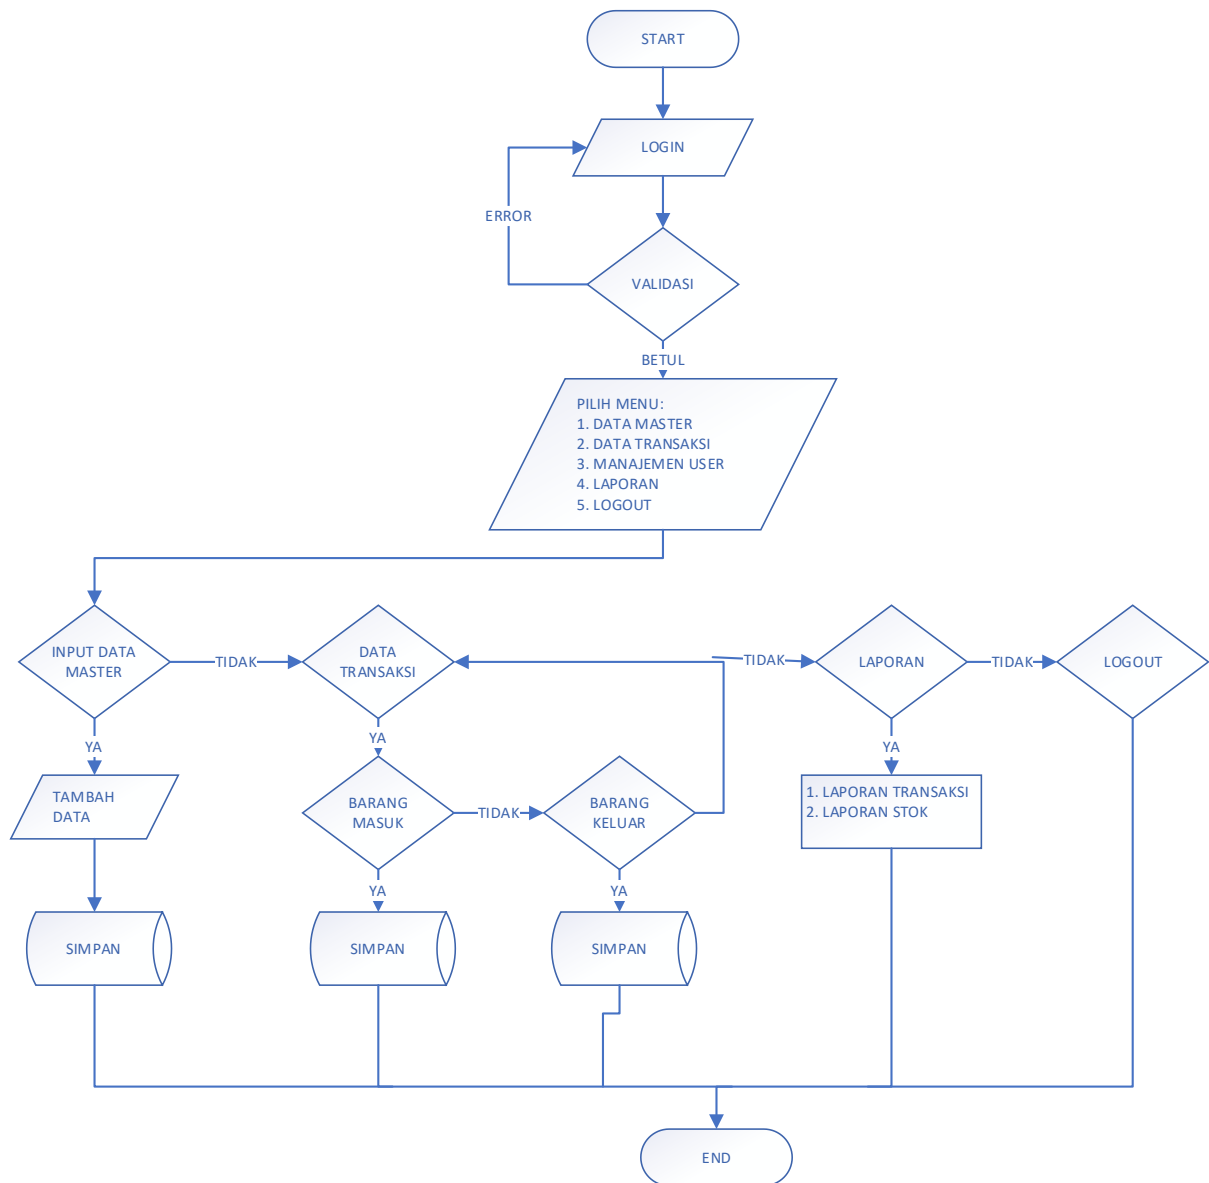 START
LOGIN
ERROR
VALIDASI
BETUL
PILIH MENU:
1. DATA MASTER
2. DATA TRANSAKSI
3. MANAJEMEN USER
4. LAPORAN
5. LOGOUT
INPUT DATA
MASTER
TIDAK
DATA
TRANSAKSI
TIDAK
LAPORAN
TIDAK
LOGOUT
YA
YA
YA
TAMBAH
DATA
BARANG
MASUK
TIDAK
BARANG
KELUAR
1. LAPORAN TRANSAKSI
2. LAPORAN STOK
YA
YA
SIMPAN
SIMPAN
SIMPAN
END